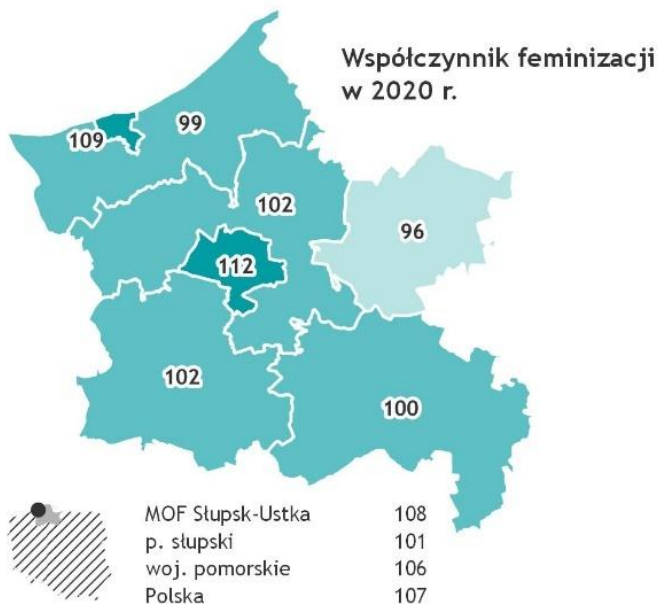 Współczynnik feminizacji
w 2020 r.
109
99
102
96
112
102
100
MOF Słupsk-Ustka 108
p. słupski 101
woj. pomorskie 106
Polska 107